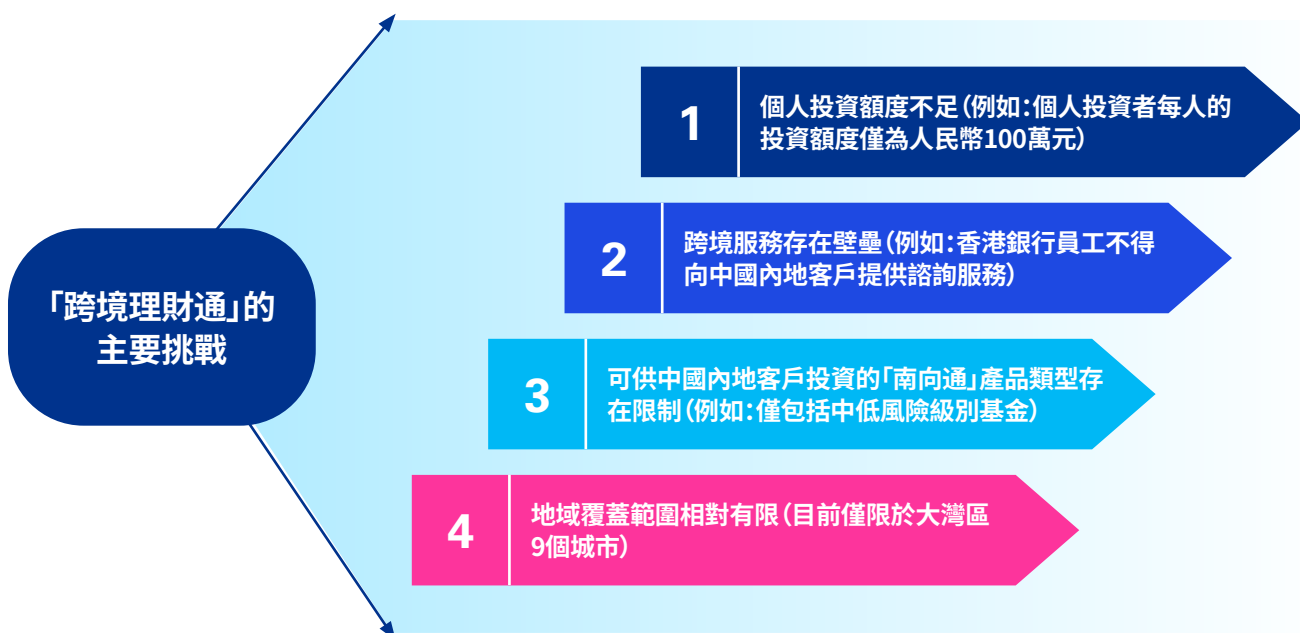 「跨境理財通」的
主要挑戰
1
個人投資額度不足(例如:個人投資者每人的
投資額度僅為人民幣100萬元)
2
跨境服務存在壁壘(例如:香港銀行員工不得
向中國內地客戶提供諮詢服務)
3
可供中國內地客戶投資的「南向通」產品類型存
在限制(例如:僅包括中低風險級別基金)
4
地域覆蓋範圍相對有限(目前僅限於大灣區
9個城市)